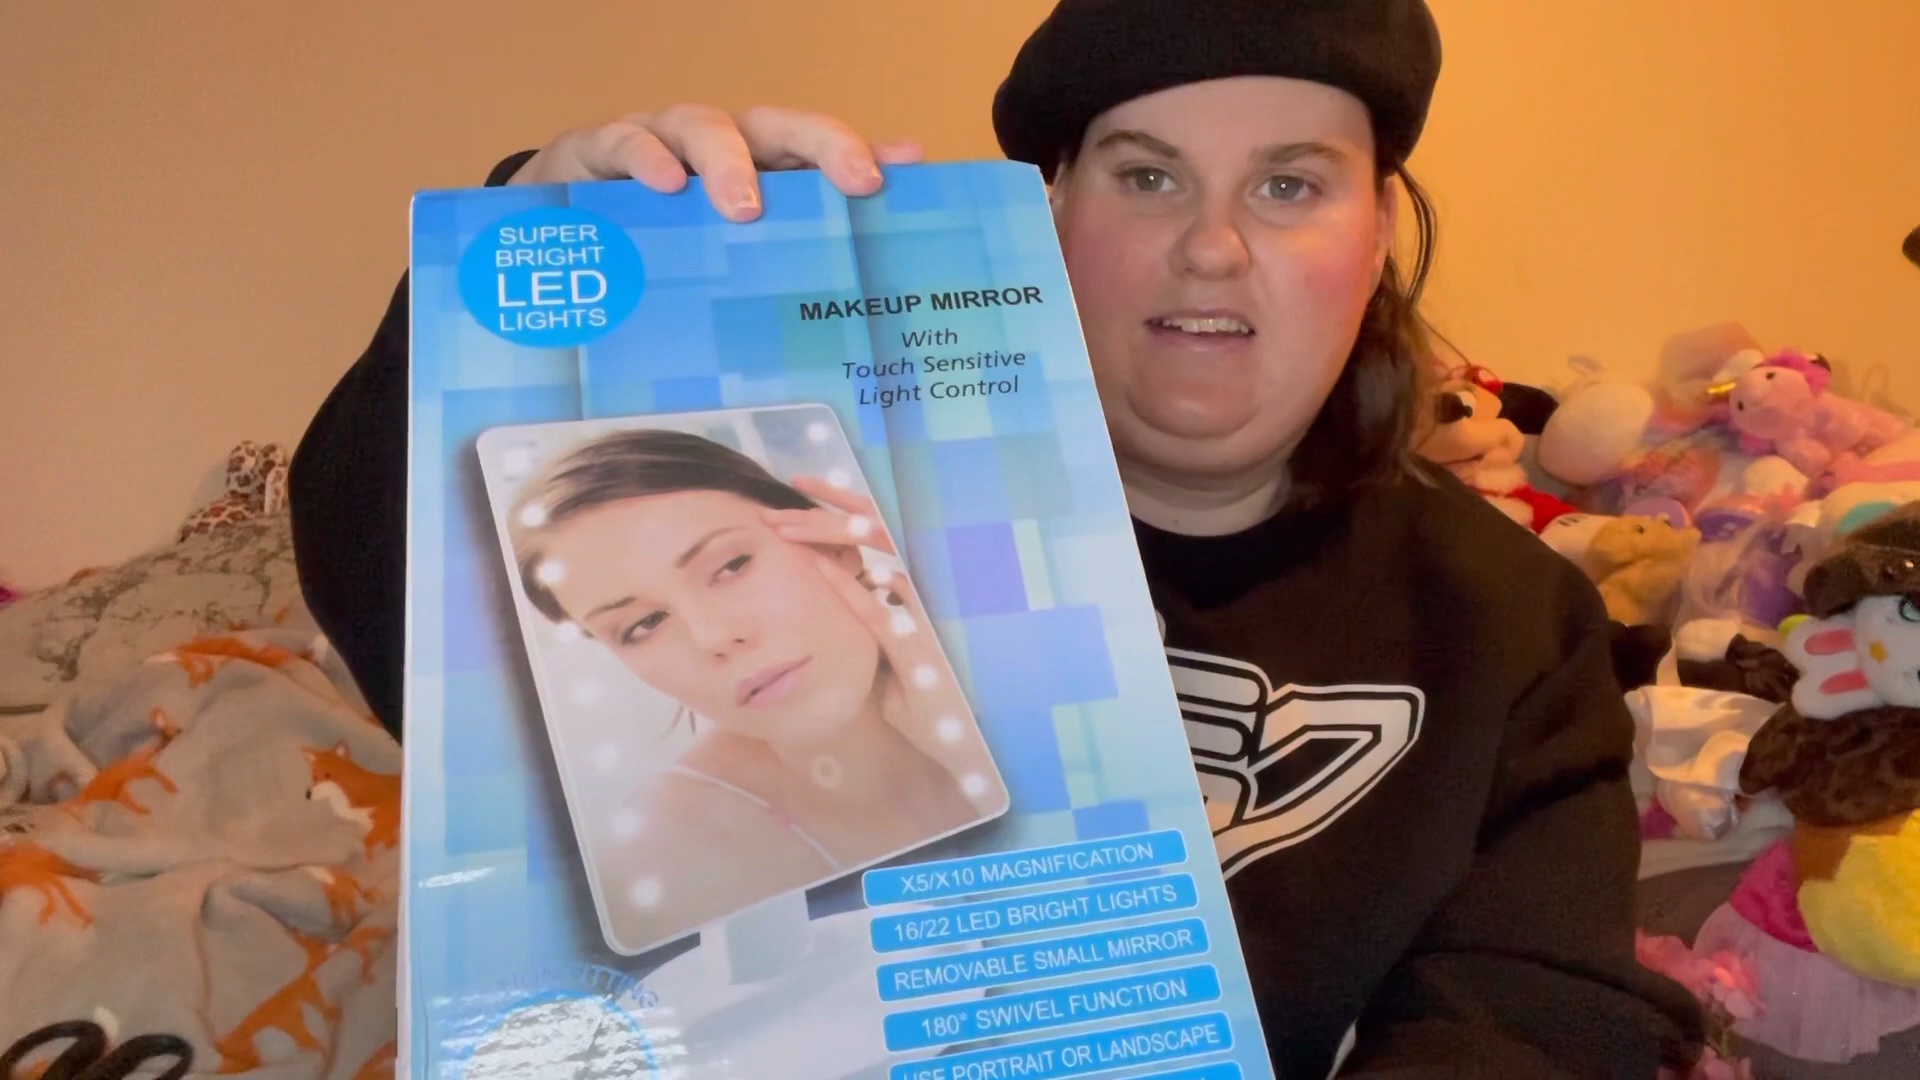 SUPER
BRIGHT
LED
LIGHTS
MAKEUP MIRROR
With
Touch Sensitive
Light Control
X5/X10 MAGNIFICATION
16/22 LED BRIGHT LIGHTS
REMOVABLE SMALL MIRROR
180° SWIVEL FUNCTION
USE PORTRAIT OR LANDSCAPE